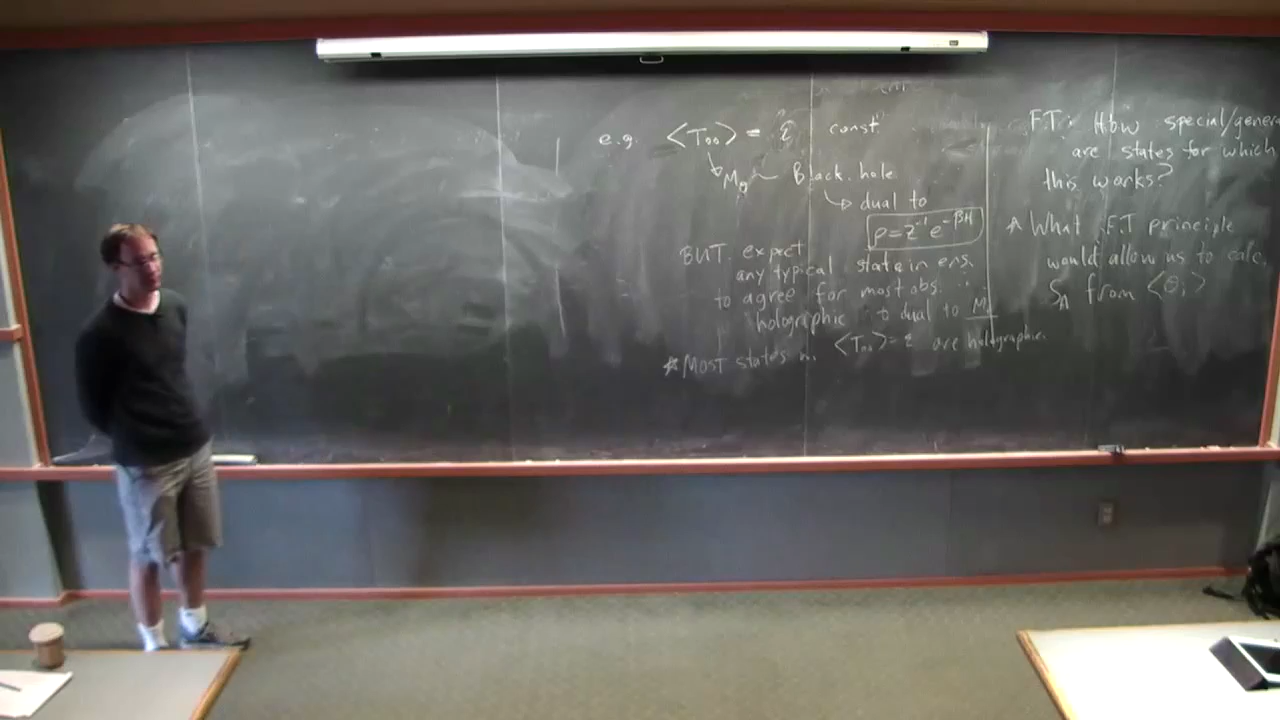 e.g. <T₀₀> = ε const.
M₀ Black hole
dual to
ρ = Z⁻¹ e^{-βH}
BUT expect
any typical state in ens.
to agree for most obs.
holographic dual to M
* MOST states <T₀₀> = ε are holographic.
F.T.: How special/genera
are states for which
this works?
* What F.T principle
would allow us to calc.
S_A from <O_i>